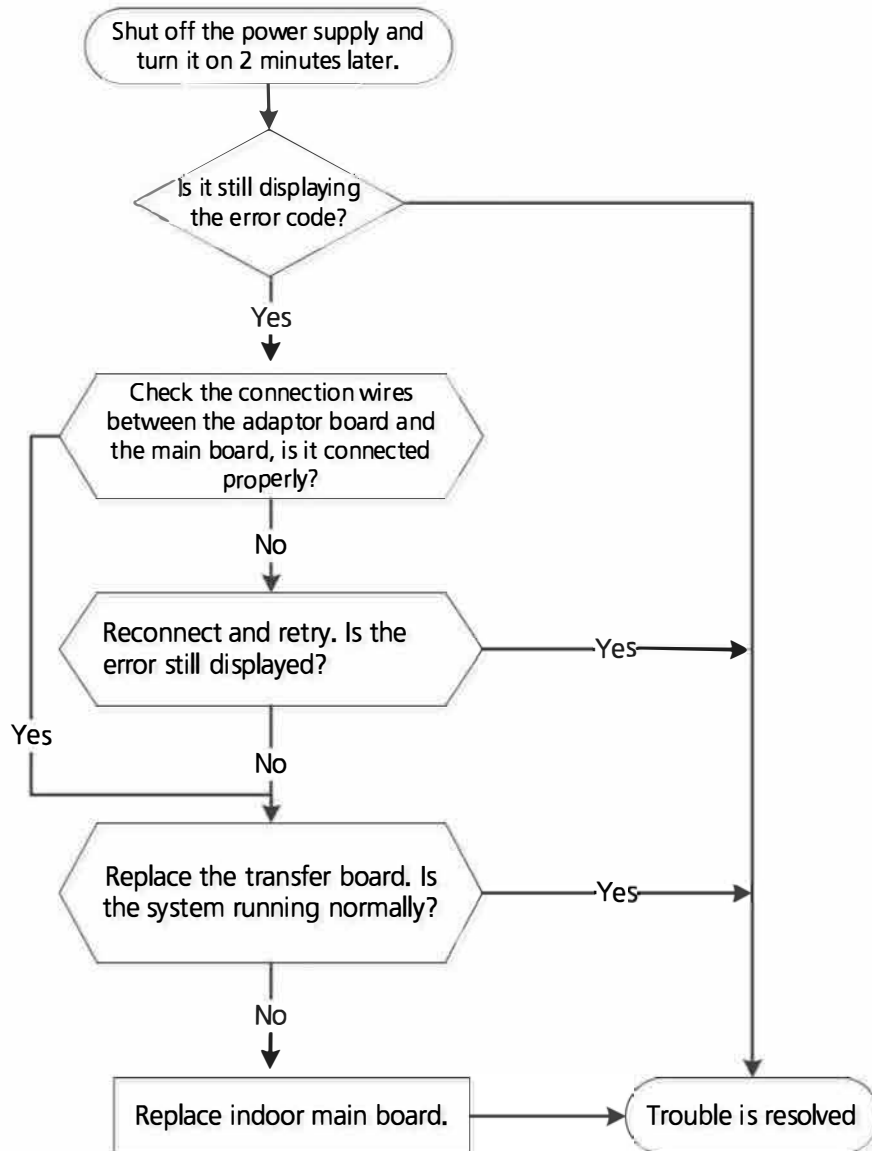 Shut off the power supply and
turn it on 2 minutes later.
Is it still displaying
the error code?
Yes
Check the connection wires
between the adaptor board and
the main board, is it connected
properly?
No
Reconnect and retry. Is the
error still displayed?
Yes
Yes
No
Replace the transfer board. Is
the system running normally?
Yes
No
Replace indoor main board.
Trouble is resolved